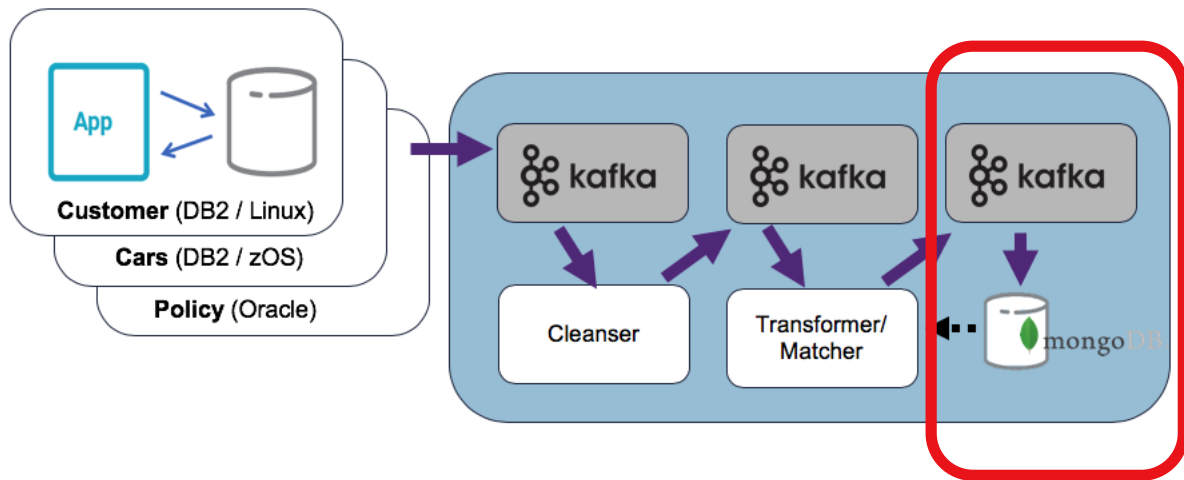 App
Customer (DB2 / Linux)
Cars (DB2 / zOS)
Policy (Oracle)
kafka
kafka
kafka
Cleanser
Transformer/
Matcher
mongoDB